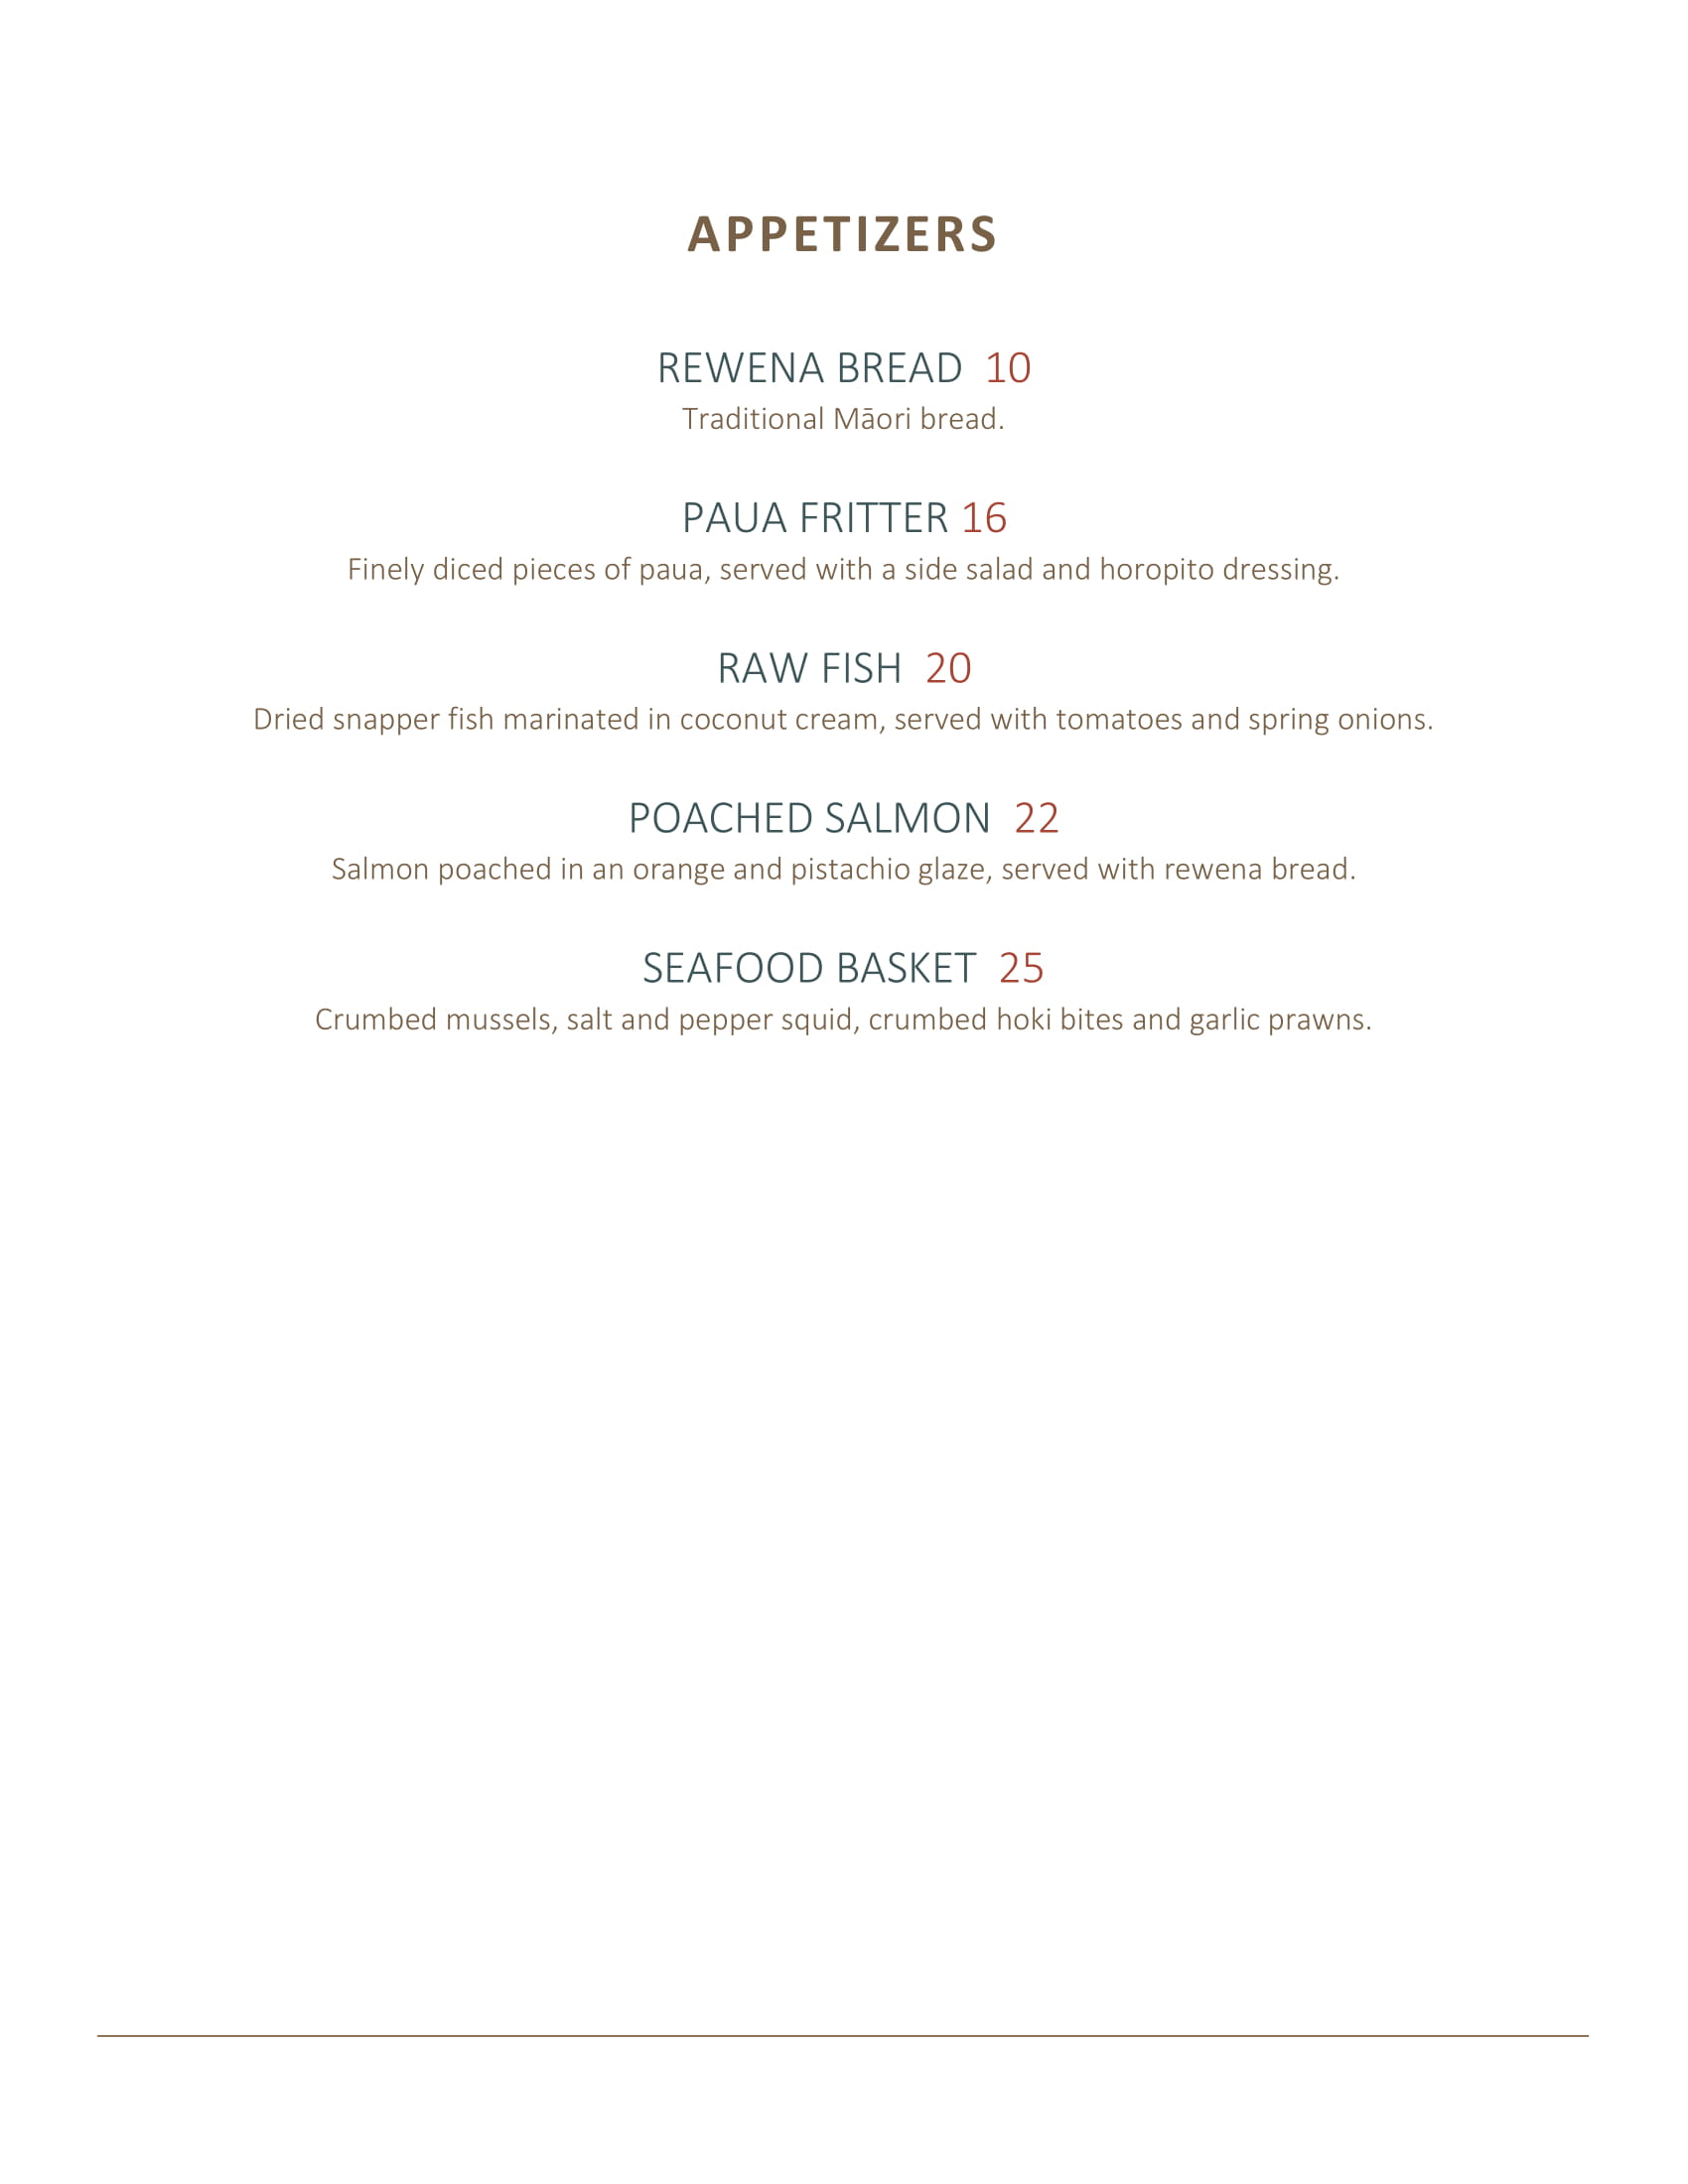 APPETIZERS
REWENA BREAD 10
Traditional Māori bread.
PAUA FRITTER 16
Finely diced pieces of paua, served with a side salad and horopito dressing.
RAW FISH 20
Dried snapper fish marinated in coconut cream, served with tomatoes and spring onions.
POACHED SALMON 22
Salmon poached in an orange and pistachio glaze, served with rewena bread.
SEAFOOD BASKET 25
Crumbed mussels, salt and pepper squid, crumbed hoki bites and garlic prawns.